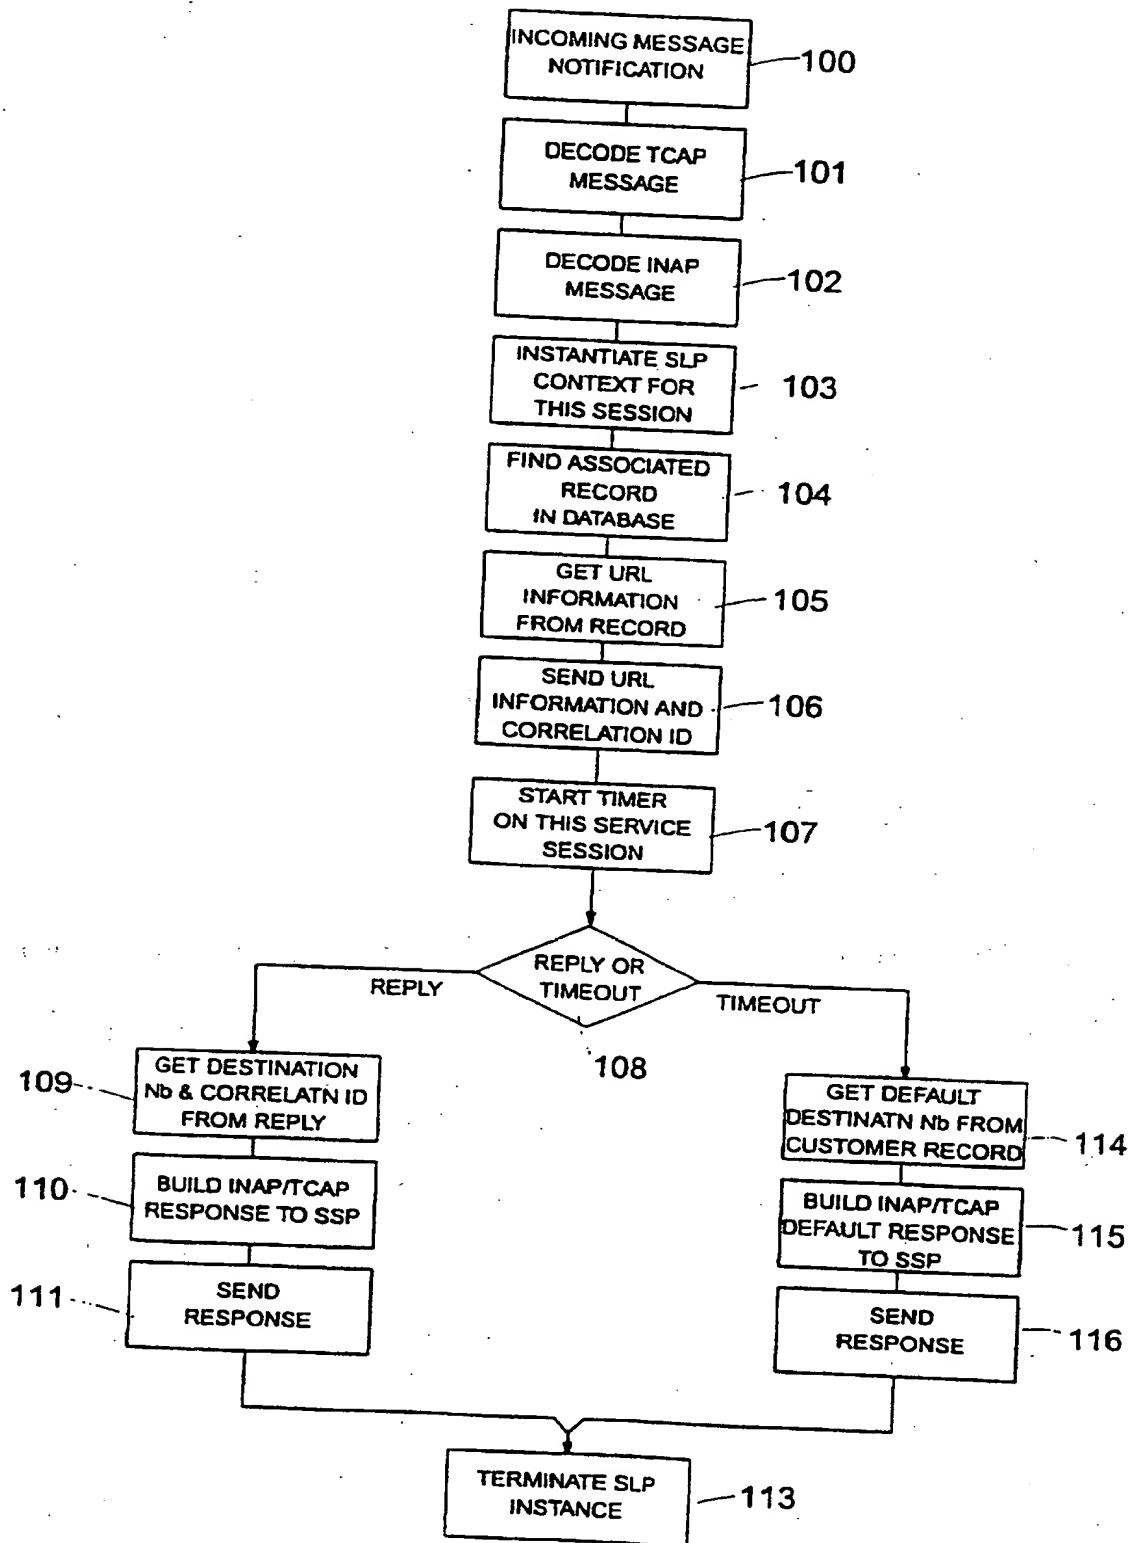 INCOMING MESSAGE
NOTIFICATION
100
DECODE TCAP
MESSAGE
101
DECODE INAP
MESSAGE
102
INSTANTIATE SLP
CONTEXT FOR
THIS SESSION
103
FIND ASSOCIATED
RECORD
IN DATABASE
104
GET URL
INFORMATION
FROM RECORD
105
SEND URL
INFORMATION AND
CORRELATION ID
106
START TIMER
ON THIS SERVICE
SESSION
107
REPLY OR
TIMEOUT
REPLY
TIMEOUT
108
GET DESTINATION
Nb & CORRELATN ID
FROM REPLY
109
BUILD INAP/TCAP
RESPONSE TO SSP
110
SEND
RESPONSE
111
GET DEFAULT
DESTINATN Nb FROM
CUSTOMER RECORD
114
BUILD INAP/TCAP
DEFAULT RESPONSE
TO SSP
115
SEND
RESPONSE
116
TERMINATE SLP
INSTANCE
113